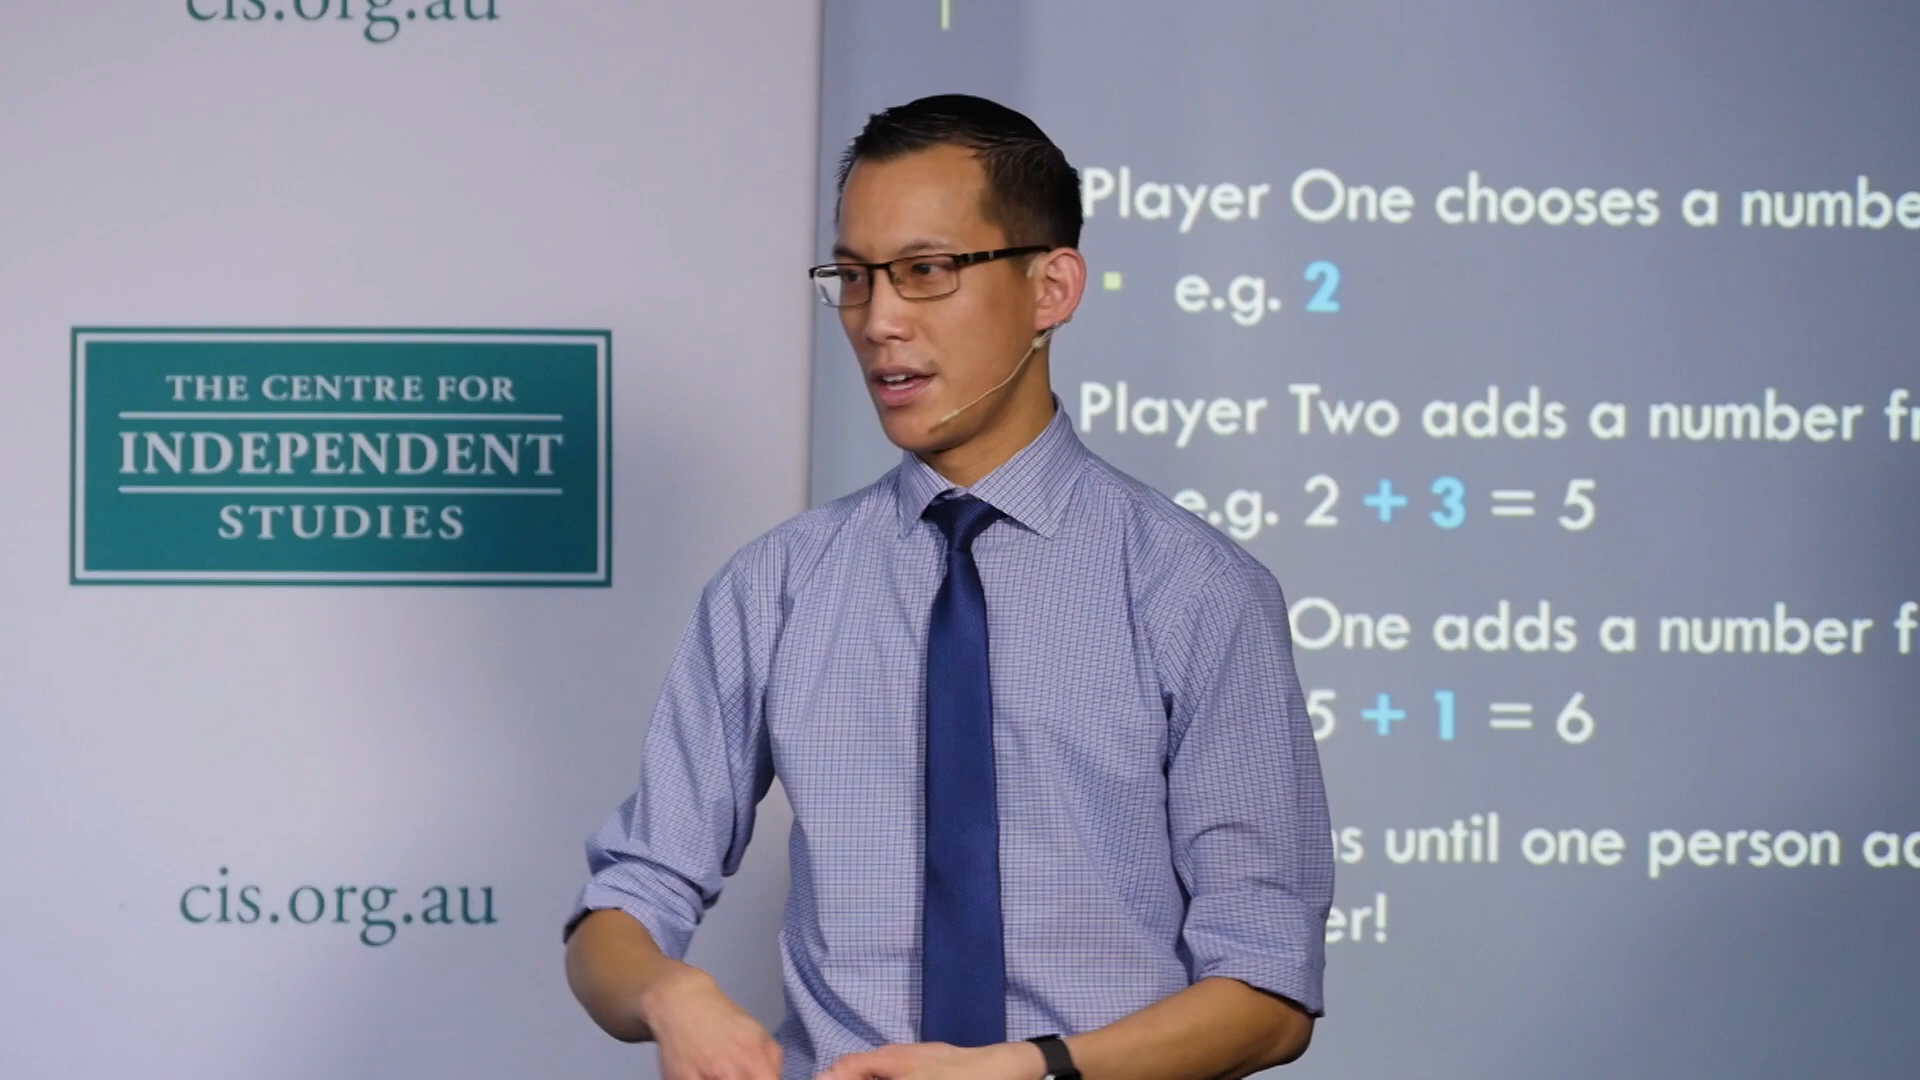 cis.org.au
THE CENTRE FOR
INDEPENDENT
STUDIES
cis.org.au
Player One chooses a numbe
e.g. 2
Player Two adds a number fr
e.g. 2 + 3 = 5
One adds a number f
5 + 1 = 6
s until one person ad
er!